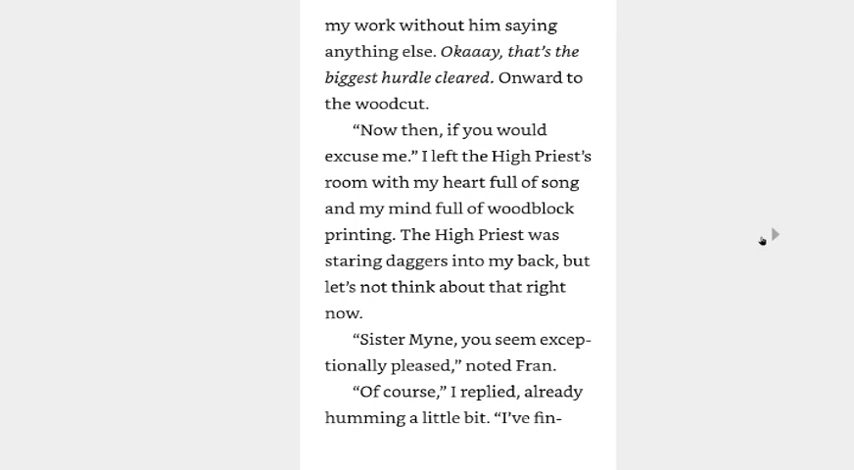 my work without him saying
anything else. Okaaay, that’s the
biggest hurdle cleared. Onward to
the woodcut.
“Now then, if you would
excuse me.” I left the High Priest’s
room with my heart full of song
and my mind full of woodblock
printing. The High Priest was
staring daggers into my back, but
let’s not think about that right
now.
“Sister Myne, you seem excep-
tionally pleased,” noted Fran.
“Of course,” I replied, already
humming a little bit. “I’ve fin-